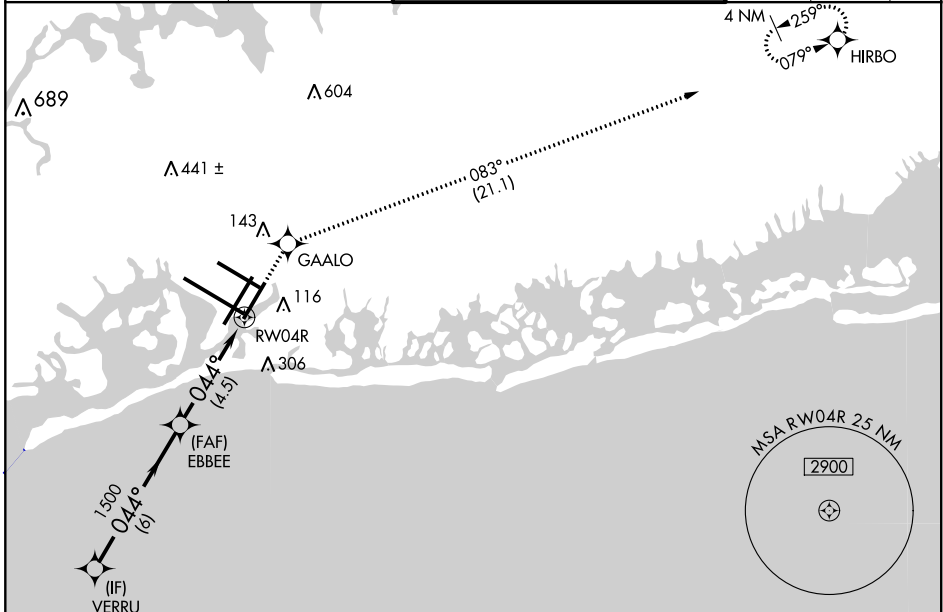 4 NM
259°
079°
HIRBO
689
604
441 ±
083°
(21.1)
143
GAALO
116
RW04R
306
044°
(4.5)
(FAF)
EBBEE
MSA RW04R 25 NM
2900
1500
044°
(6)
(IF)
VERRU